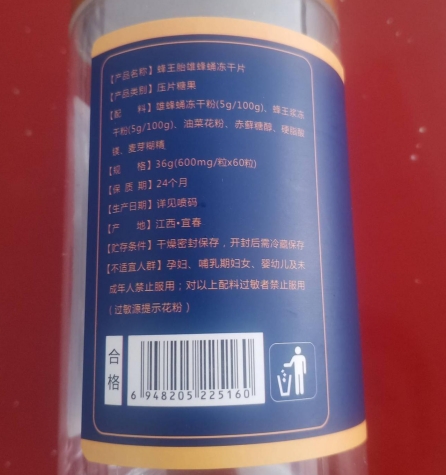 【产品名称】蜂王胎雄蜂蛹冻干片
【产品类别】压片糖果
【配 料】雄蜂蛹冻干粉(5g/100g)、蜂王浆冻
干粉(5g/100g)、油菜花粉、赤藓糖醇、硬脂酸
镁、麦芽糊精
【规 格】36g(600mg/粒x60粒)
【保 质 期】24个月
【生产日期】详见喷码
【产 地】江西·宜春
【贮存条件】干燥密封保存，开封后需冷藏保存
【不适宜人群】孕妇、哺乳期妇女、婴幼儿及未
成年人禁止服用；对以上配料过敏者禁止服用
（过敏源提示花粉）
合格
6 948205 225160